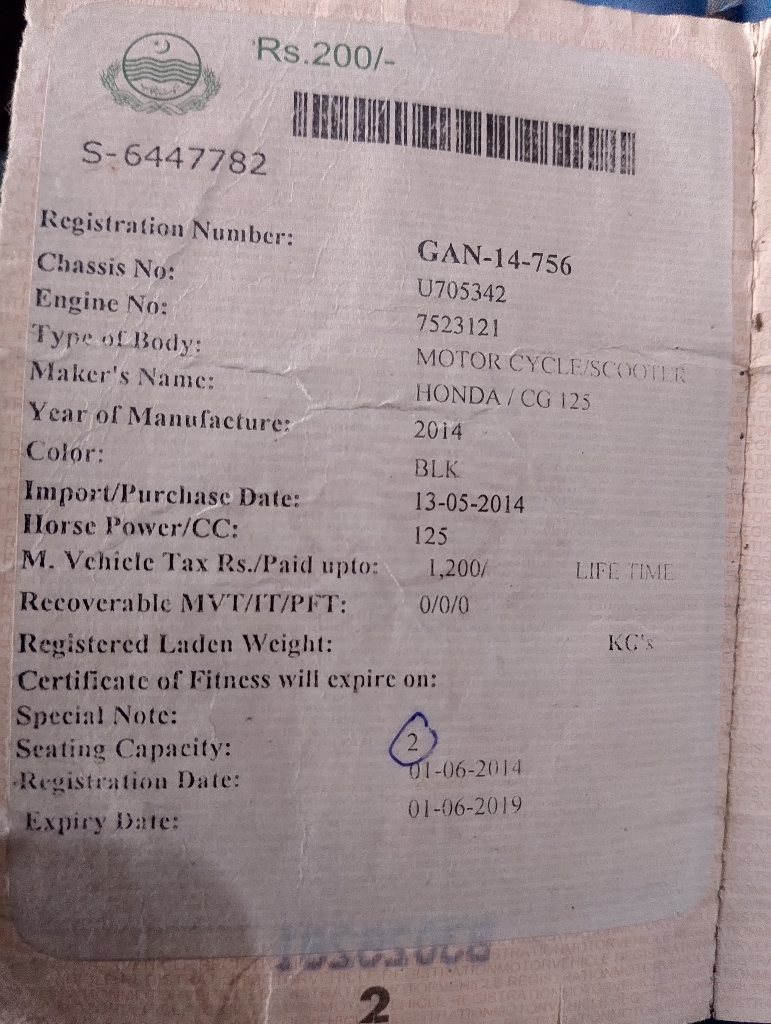 Rs.200/-
S-6447782
Registration Number: GAN-14-756
Chassis No: U705342
Engine No: 7523121
Type of Body: MOTOR CYCLE/SCOOTER
Maker's Name: HONDA / CG 125
Year of Manufacture: 2014
Color: BLK
Import/Purchase Date: 13-05-2014
Horse Power/CC: 125
M. Vehicle Tax Rs./Paid upto: 1,200/ LIFE TIME
Recoverable MVT/IT/PFT: 0/0/0
Registered Laden Weight: KG's
Certificate of Fitness will expire on:
Special Note:
Seating Capacity: 2
Registration Date: 01-06-2014
Expiry Date: 01-06-2019
2